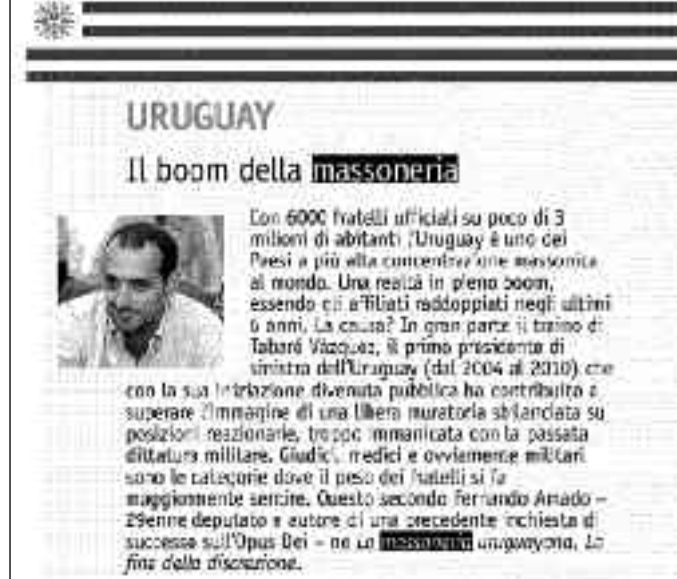 URUGUAY
Il boom della massoneria
Con 6000 fratelli ufficiali su poco di 3
milioni di abitanti l'Uruguay è uno dei
Paesi a più alta concentrazione massonica
al mondo. Una realtà in pieno boom,
essendo gli affiliati raddoppiati negli ultimi
6 anni. La causa? In gran parte il traino di
Tabaré Vázquez, il primo presidente di
sinistra dell'Uruguay (dal 2004 al 2010) che
con la sua iniziazione divenuta pubblica ha contribuito a
superare l'immagine di una libera muratoria sbilanciata su
posizioni reazionarie, troppo immanicata con la passata
dittatura militare. Giudici, medici e ovviamente militari
sono le categorie dove il peso dei fratelli si fa
maggiormente sentire. Questo secondo Fernando Amado –
29enne deputato e autore di una precedente inchiesta di
successo sull'Opus Dei – ne La massoneria uruguayana. La
fine della discrezione.